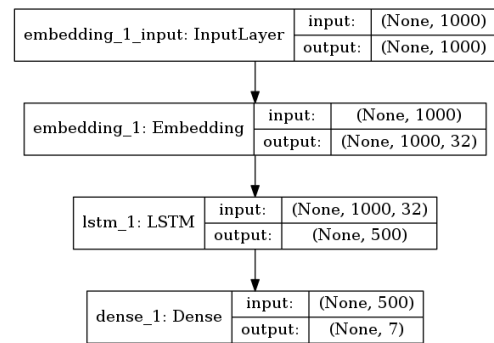 embedding_1_input: InputLayer
input: (None, 1000)
output: (None, 1000)
embedding_1: Embedding
input: (None, 1000)
output: (None, 1000, 32)
lstm_1: LSTM
input: (None, 1000, 32)
output: (None, 500)
dense_1: Dense
input: (None, 500)
output: (None, 7)